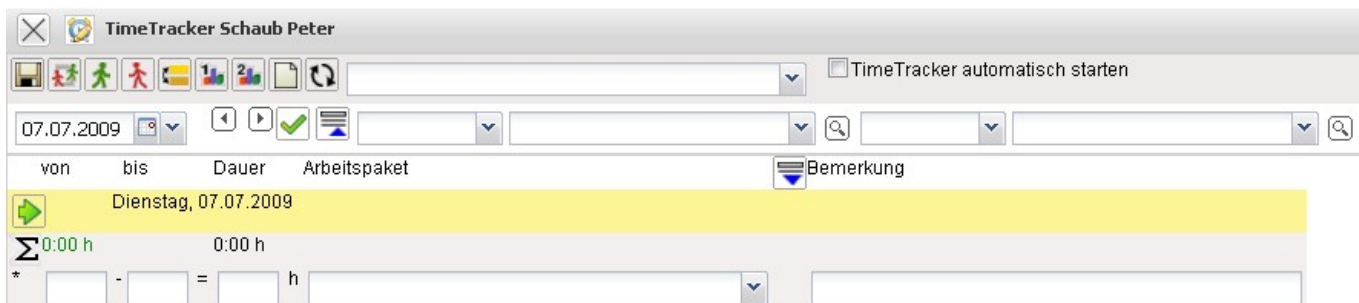 TimeTracker Schaub Peter
TimeTracker automatisch starten
07.07.2009
von bis Dauer Arbeitspaket Bemerkung
Dienstag, 07.07.2009
Σ 0:00 h 0:00 h
* - = h